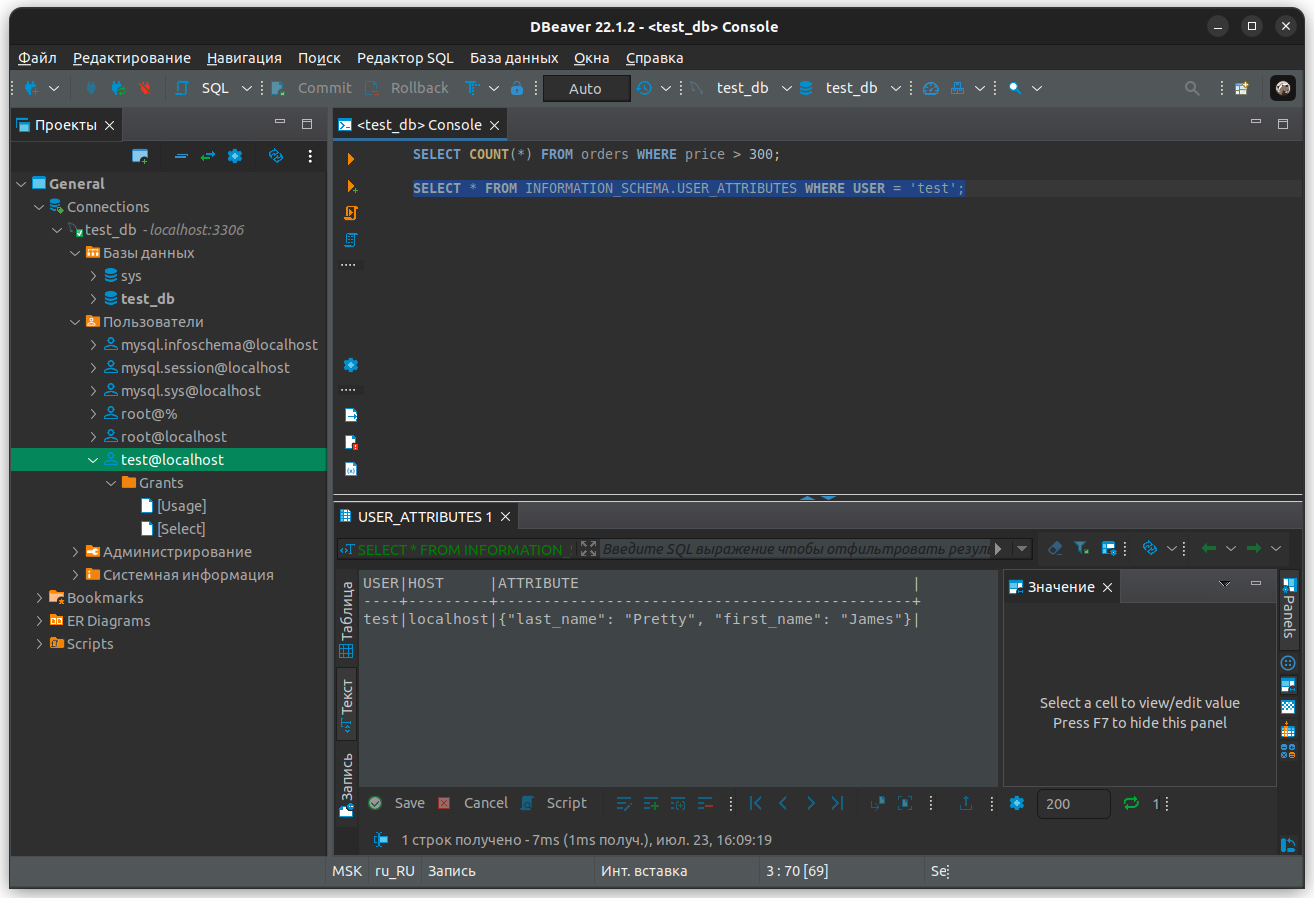 DBeaver 22.1.2 - <test_db> Console
Файл Редактирование Навигация Поиск Редактор SQL База данных Окна Справка
SQL Commit Rollback Auto test_db test_db
Проекты
<test_db> Console
General
Connections
test_db - localhost:3306
Базы данных
sys
test_db
Пользователи
mysql.infoschema@localhost
mysql.session@localhost
mysql.sys@localhost
root@%
root@localhost
test@localhost
Grants
[Usage]
[Select]
Администрирование
Системная информация
Bookmarks
ER Diagrams
Scripts
SELECT COUNT(*) FROM orders WHERE price > 300;
SELECT * FROM INFORMATION_SCHEMA.USER_ATTRIBUTES WHERE USER = 'test';
USER_ATTRIBUTES 1
SELECT * FROM INFORMATION_ Введите SQL выражение чтобы отфильтровать резул
Таблица
Текст
Запись
USER|HOST     |ATTRIBUTE                                     |
----+---------+----------------------------------------------+
test|localhost|{"last_name": "Pretty", "first_name": "James"}|
Значение
Select a cell to view/edit value
Press F7 to hide this panel
Panels
Save Cancel Script 200 1
1 строк получено - 7ms (1ms получ.), июл. 23, 16:09:19
MSK ru_RU Запись Инт. вставка 3 : 70 [69] Se